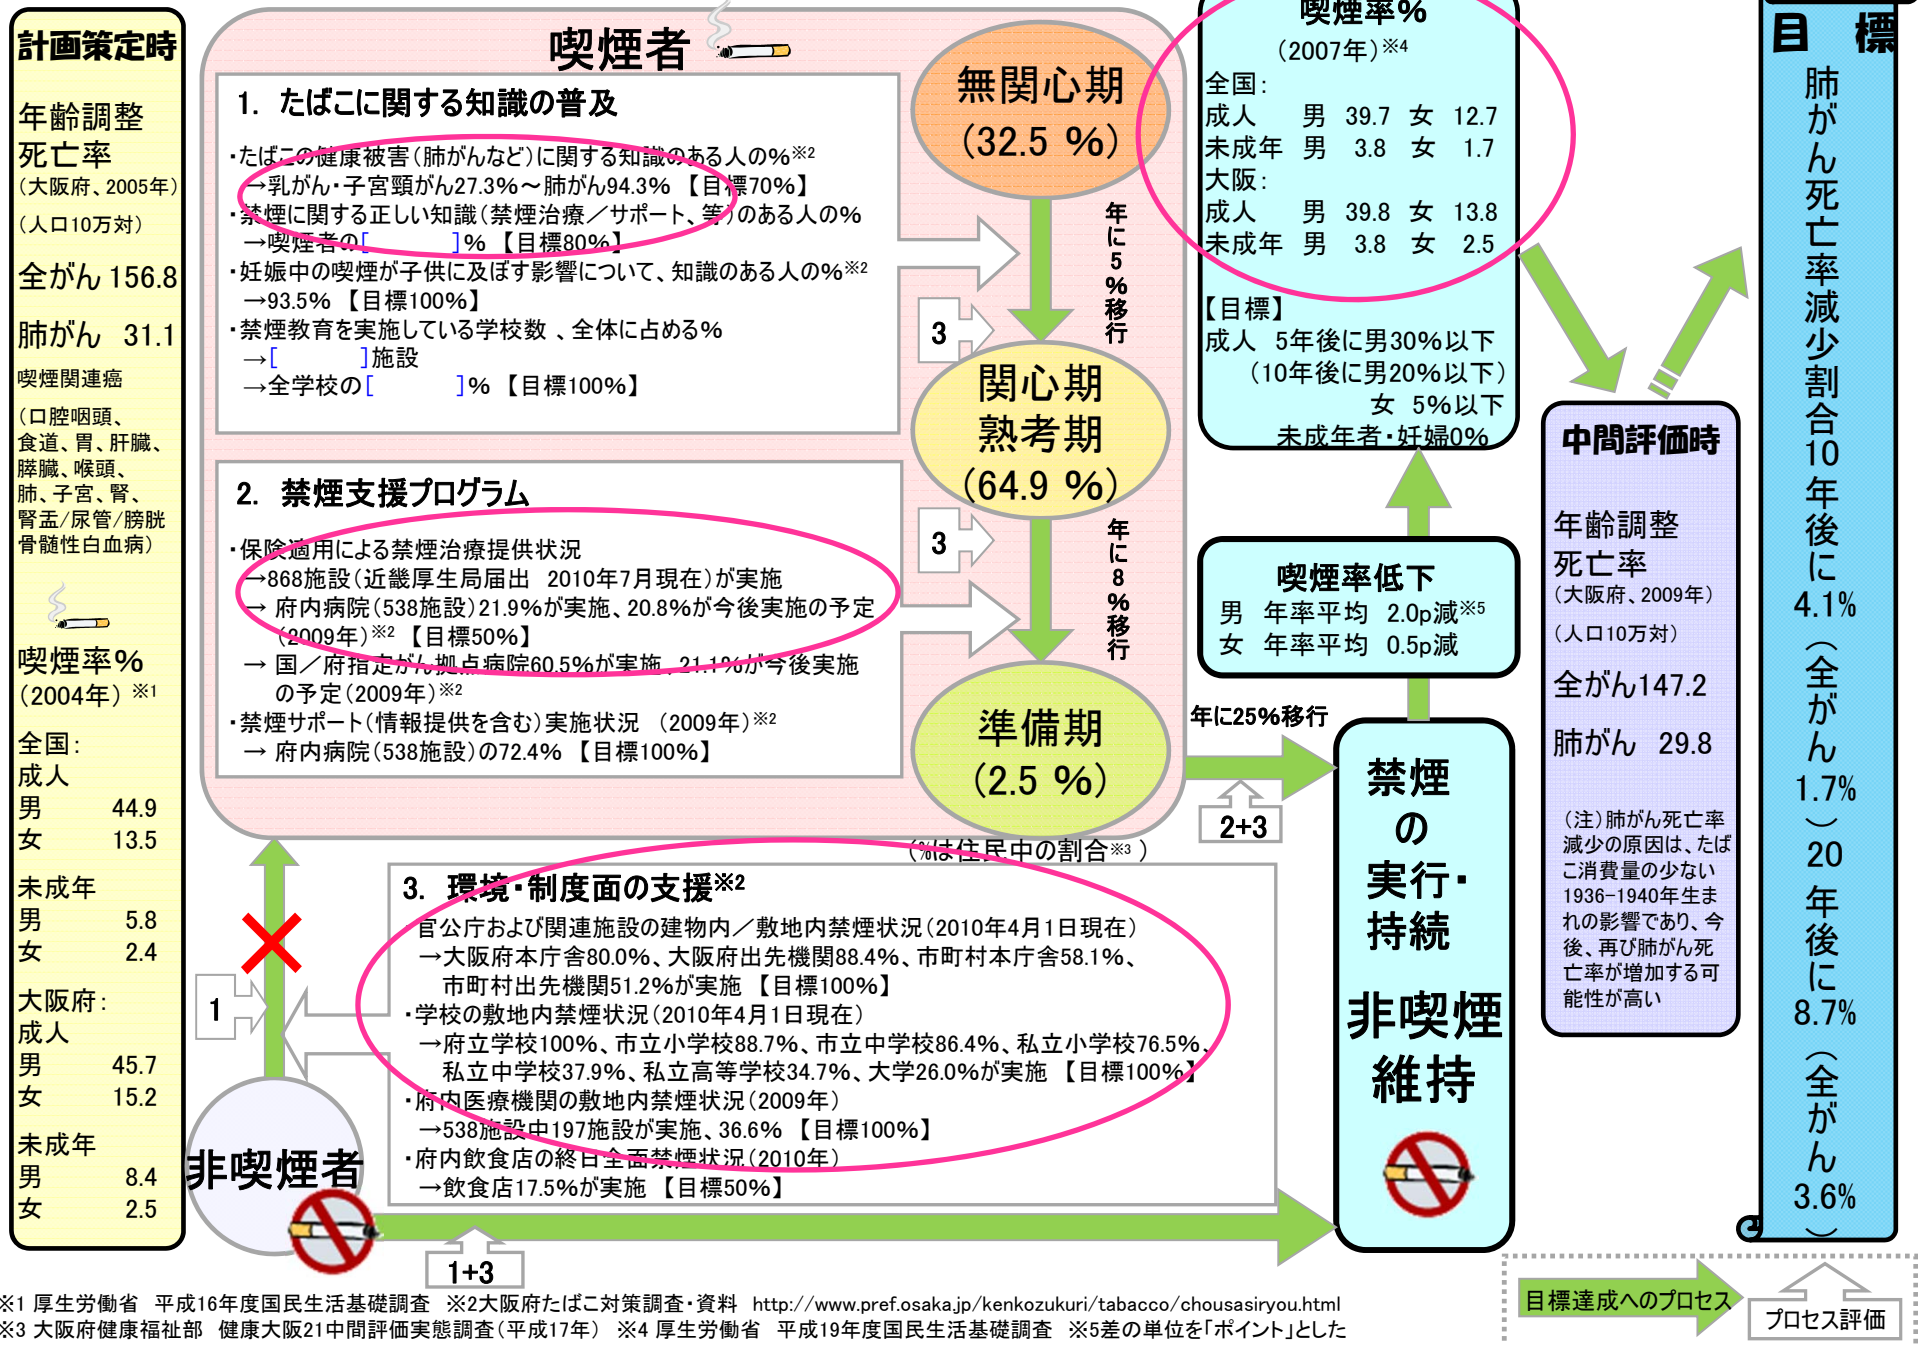 計画策定時
年齢調整
死亡率
（大阪府、2005年）
（人口10万対）
全がん 156.8
肺がん 31.1
喫煙関連癌
（口腔咽頭、
食道、胃、肝臓、
膵臓、喉頭、
肺、子宮、腎、
腎盂/尿管/膀胱
骨髄性白血病）
喫煙率%
（2004年）※1
全国：
成人
男 44.9
女 13.5
未成年
男 5.8
女 2.4
大阪府：
成人
男 45.7
女 15.2
未成年
男 8.4
女 2.5
喫煙者
1. たばこに関する知識の普及
・たばこの健康被害（肺がんなど）に関する知識のある人の%※2
→乳がん・子宮頸がん27.3%～肺がん94.3% 【目標70%】
・禁煙に関する正しい知識（禁煙治療／サポート、等）のある人の%
→喫煙者の[ ]% 【目標80%】
・妊娠中の喫煙が子供に及ぼす影響について、知識のある人の%※2
→93.5% 【目標100%】
・禁煙教育を実施している学校数 、全体に占める%
→[ ]施設
→全学校の[ ]% 【目標100%】
2. 禁煙支援プログラム
・保険適用による禁煙治療提供状況
→868施設（近畿厚生局届出 2010年7月現在）が実施
→ 府内病院（538施設）21.9%が実施、20.8%が今後実施の予定
（2009年）※2 【目標50%】
→ 国／府指定がん拠点病院60.5%が実施、21.1%が今後実施
の予定（2009年）※2
・禁煙サポート（情報提供を含む）実施状況 （2009年）※2
→ 府内病院（538施設）の72.4% 【目標100%】
無関心期
（32.5 %）
年に5%移行
3
関心期
熟考期
（64.9 %）
3
年に8%移行
準備期
（2.5 %）
（%は住民中の割合※3 ）
年に25%移行
2+3
3. 環境・制度面の支援※2
官公庁および関連施設の建物内／敷地内禁煙状況（2010年4月1日現在）
→大阪府本庁舎80.0%、大阪府出先機関88.4%、市町村本庁舎58.1%、
市町村出先機関51.2%が実施 【目標100%】
・学校の敷地内禁煙状況（2010年4月1日現在）
→府立学校100%、市立小学校88.7%、市立中学校86.4%、私立小学校76.5%、
私立中学校37.9%、私立高等学校34.7%、大学26.0%が実施 【目標100%】
・府内医療機関の敷地内禁煙状況（2009年）
→538施設中197施設が実施、36.6% 【目標100%】
・府内飲食店の終日全面禁煙状況（2010年）
→飲食店17.5%が実施 【目標50%】
1
非喫煙者
1+3
喫煙率%
（2007年）※4
全国：
成人 男 39.7 女 12.7
未成年 男 3.8 女 1.7
大阪：
成人 男 39.8 女 13.8
未成年 男 3.8 女 2.5
【目標】
成人 5年後に男30%以下
（10年後に男20%以下）
女 5%以下
未成年者・妊婦0%
喫煙率低下
男 年率平均 2.0p減※5
女 年率平均 0.5p減
禁煙
の
実行・
持続
非喫煙
維持
中間評価時
年齢調整
死亡率
（大阪府、2009年）
（人口10万対）
全がん147.2
肺がん 29.8
（注）肺がん死亡率
減少の原因は、たば
こ消費量の少ない
1936-1940年生ま
れの影響であり、今
後、再び肺がん死
亡率が増加する可
能性が高い
目 標
肺がん死亡率減少割合10年後に4.1%（全がん1.7%）20年後に8.7%（全がん3.6%）
目標達成へのプロセス
プロセス評価
※1 厚生労働省 平成16年度国民生活基礎調査 ※2大阪府たばこ対策調査・資料 http://www.pref.osaka.jp/kenkozukuri/tabacco/chousasiryou.html
※3 大阪府健康福祉部 健康大阪21中間評価実態調査（平成17年） ※4 厚生労働省 平成19年度国民生活基礎調査 ※5差の単位を「ポイント」とした